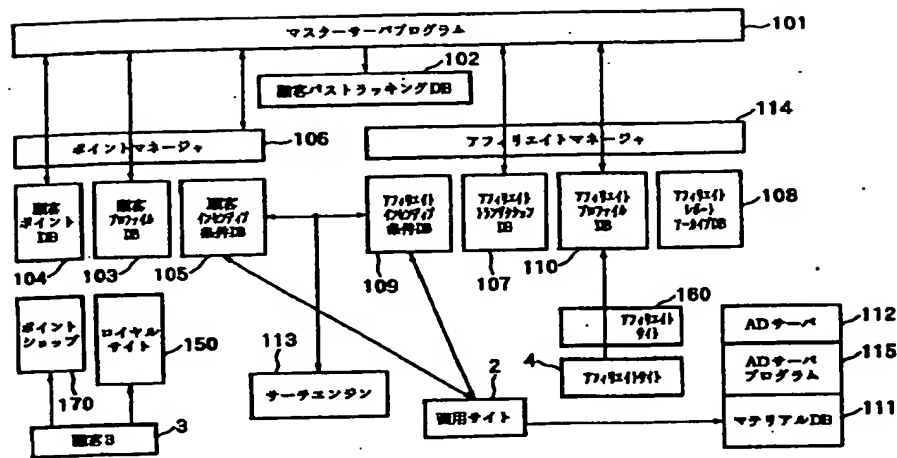 マスターサーバプログラム
101
102
顧客パストラッキングDB
114
106
ポイントマネージャ
アフィリエイトマネージャ
顧客
ポイント
DB
顧客
プロファイル
DB
顧客
インセンティブ
条件DB
アフィリエイト
インセンティブ
条件DB
アフィリエイト
トランザクション
DB
アフィリエイト
プロファイル
DB
アフィリエイト
レポート
アーカイブDB
108
104
103
105
109
107
110
ポイント
ショップ
ロイヤル
サイト
150
170
113
サーチエンジン
160
アフィリエイト
サイト
4
アフィリエイトサイト
2
商用サイト
ADサーバ
112
ADサーバ
プログラム
115
マテリアルDB
111
顧客3
3